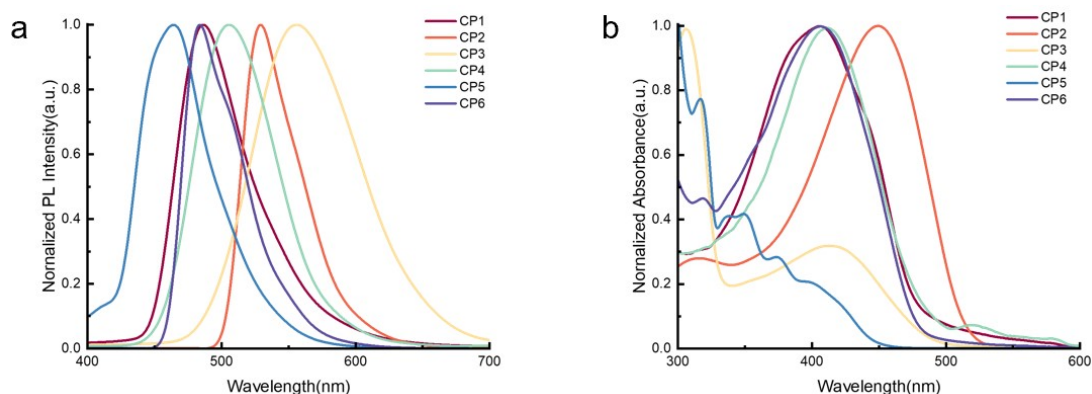 a
Nomalized PL Intensity(a.u.)
1.0
0.8
0.6
0.4
0.2
0.0
400
500
600
700
Wavelength(nm)
CP1
CP2
CP3
CP4
CP5
CP6
b
Nornalized Absorbance(a.u.)
1.0
0.8
0.6
0.4
0.2
0.0
300
400
500
600
Wavelength(nm)
CP1
CP2
CP3
CP4
CP5
CP6